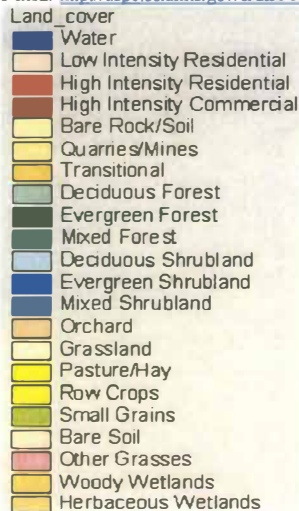 Land_cover
Water
Low Intensity Residential
High Intensity Residential
High Intensity Commercial
Bare Rock/Soil
Quarries/Mines
Transitional
Deciduous Forest
Evergreen Forest
Mixed Forest
Deciduous Shrubland
Evergreen Shrubland
Mixed Shrubland
Orchard
Grassland
Pasture/Hay
Row Crops
Small Grains
Bare Soil
Other Grasses
Woody Wetlands
Herbaceous Wetlands